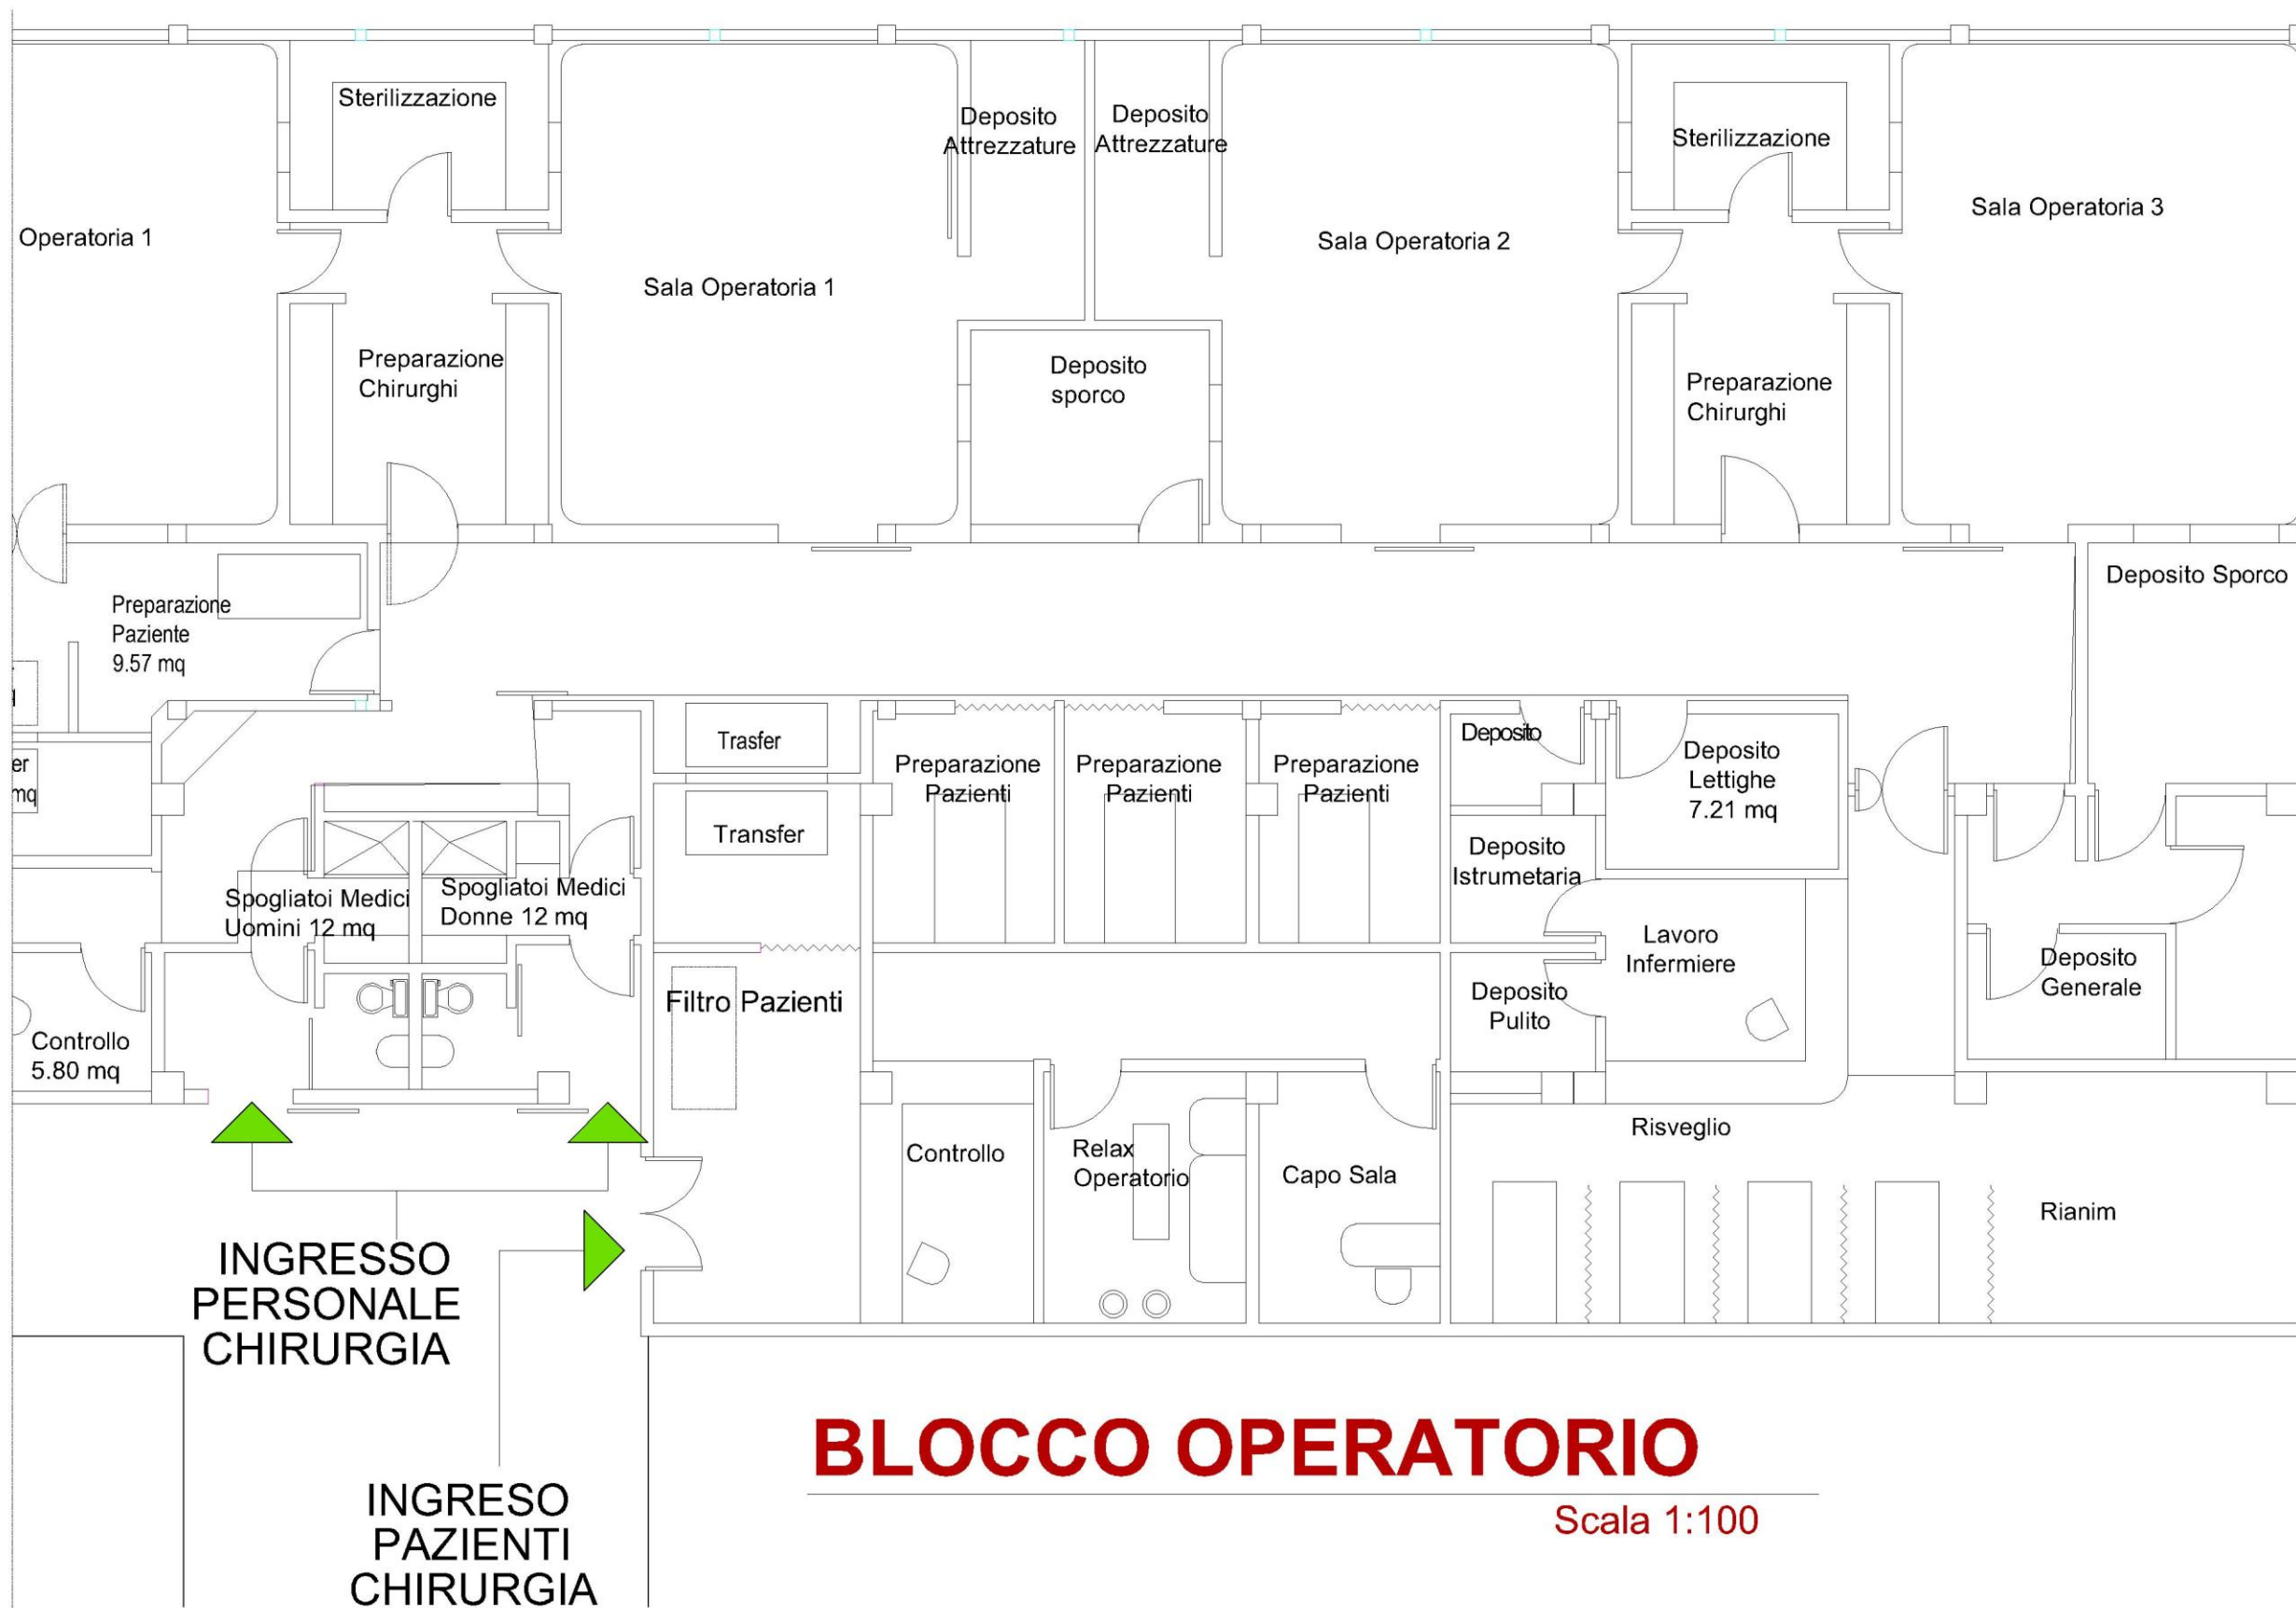 Sterilizzazione
Deposito
Attrezzature
Deposito
Attrezzature
Sterilizzazione
Operatoria 1
Sala Operatoria 1
Sala Operatoria 2
Sala Operatoria 3
Preparazione
Chirurghi
Deposito
sporco
Preparazione
Chirurghi
Preparazione
Paziente
9.57 mq
Deposito Sporco
er
mq
Trasfer
Transfer
Preparazione
Pazienti
Preparazione
Pazienti
Preparazione
Pazienti
Deposito
Deposito
Lettighe
7.21 mq
Deposito
Istrumetaria
Spogliatoi Medici
Uomini 12 mq
Spogliatoi Medici
Donne 12 mq
Lavoro
Infermiere
Deposito
Generale
Deposito
Pulito
Filtro Pazienti
Controllo
5.80 mq
Controllo
Relax
Operatorio
Capo Sala
Risveglio
Rianim
INGRESSO
PERSONALE
CHIRURGIA
INGRESO
PAZIENTI
CHIRURGIA
BLOCCO OPERATORIO
Scala 1:100